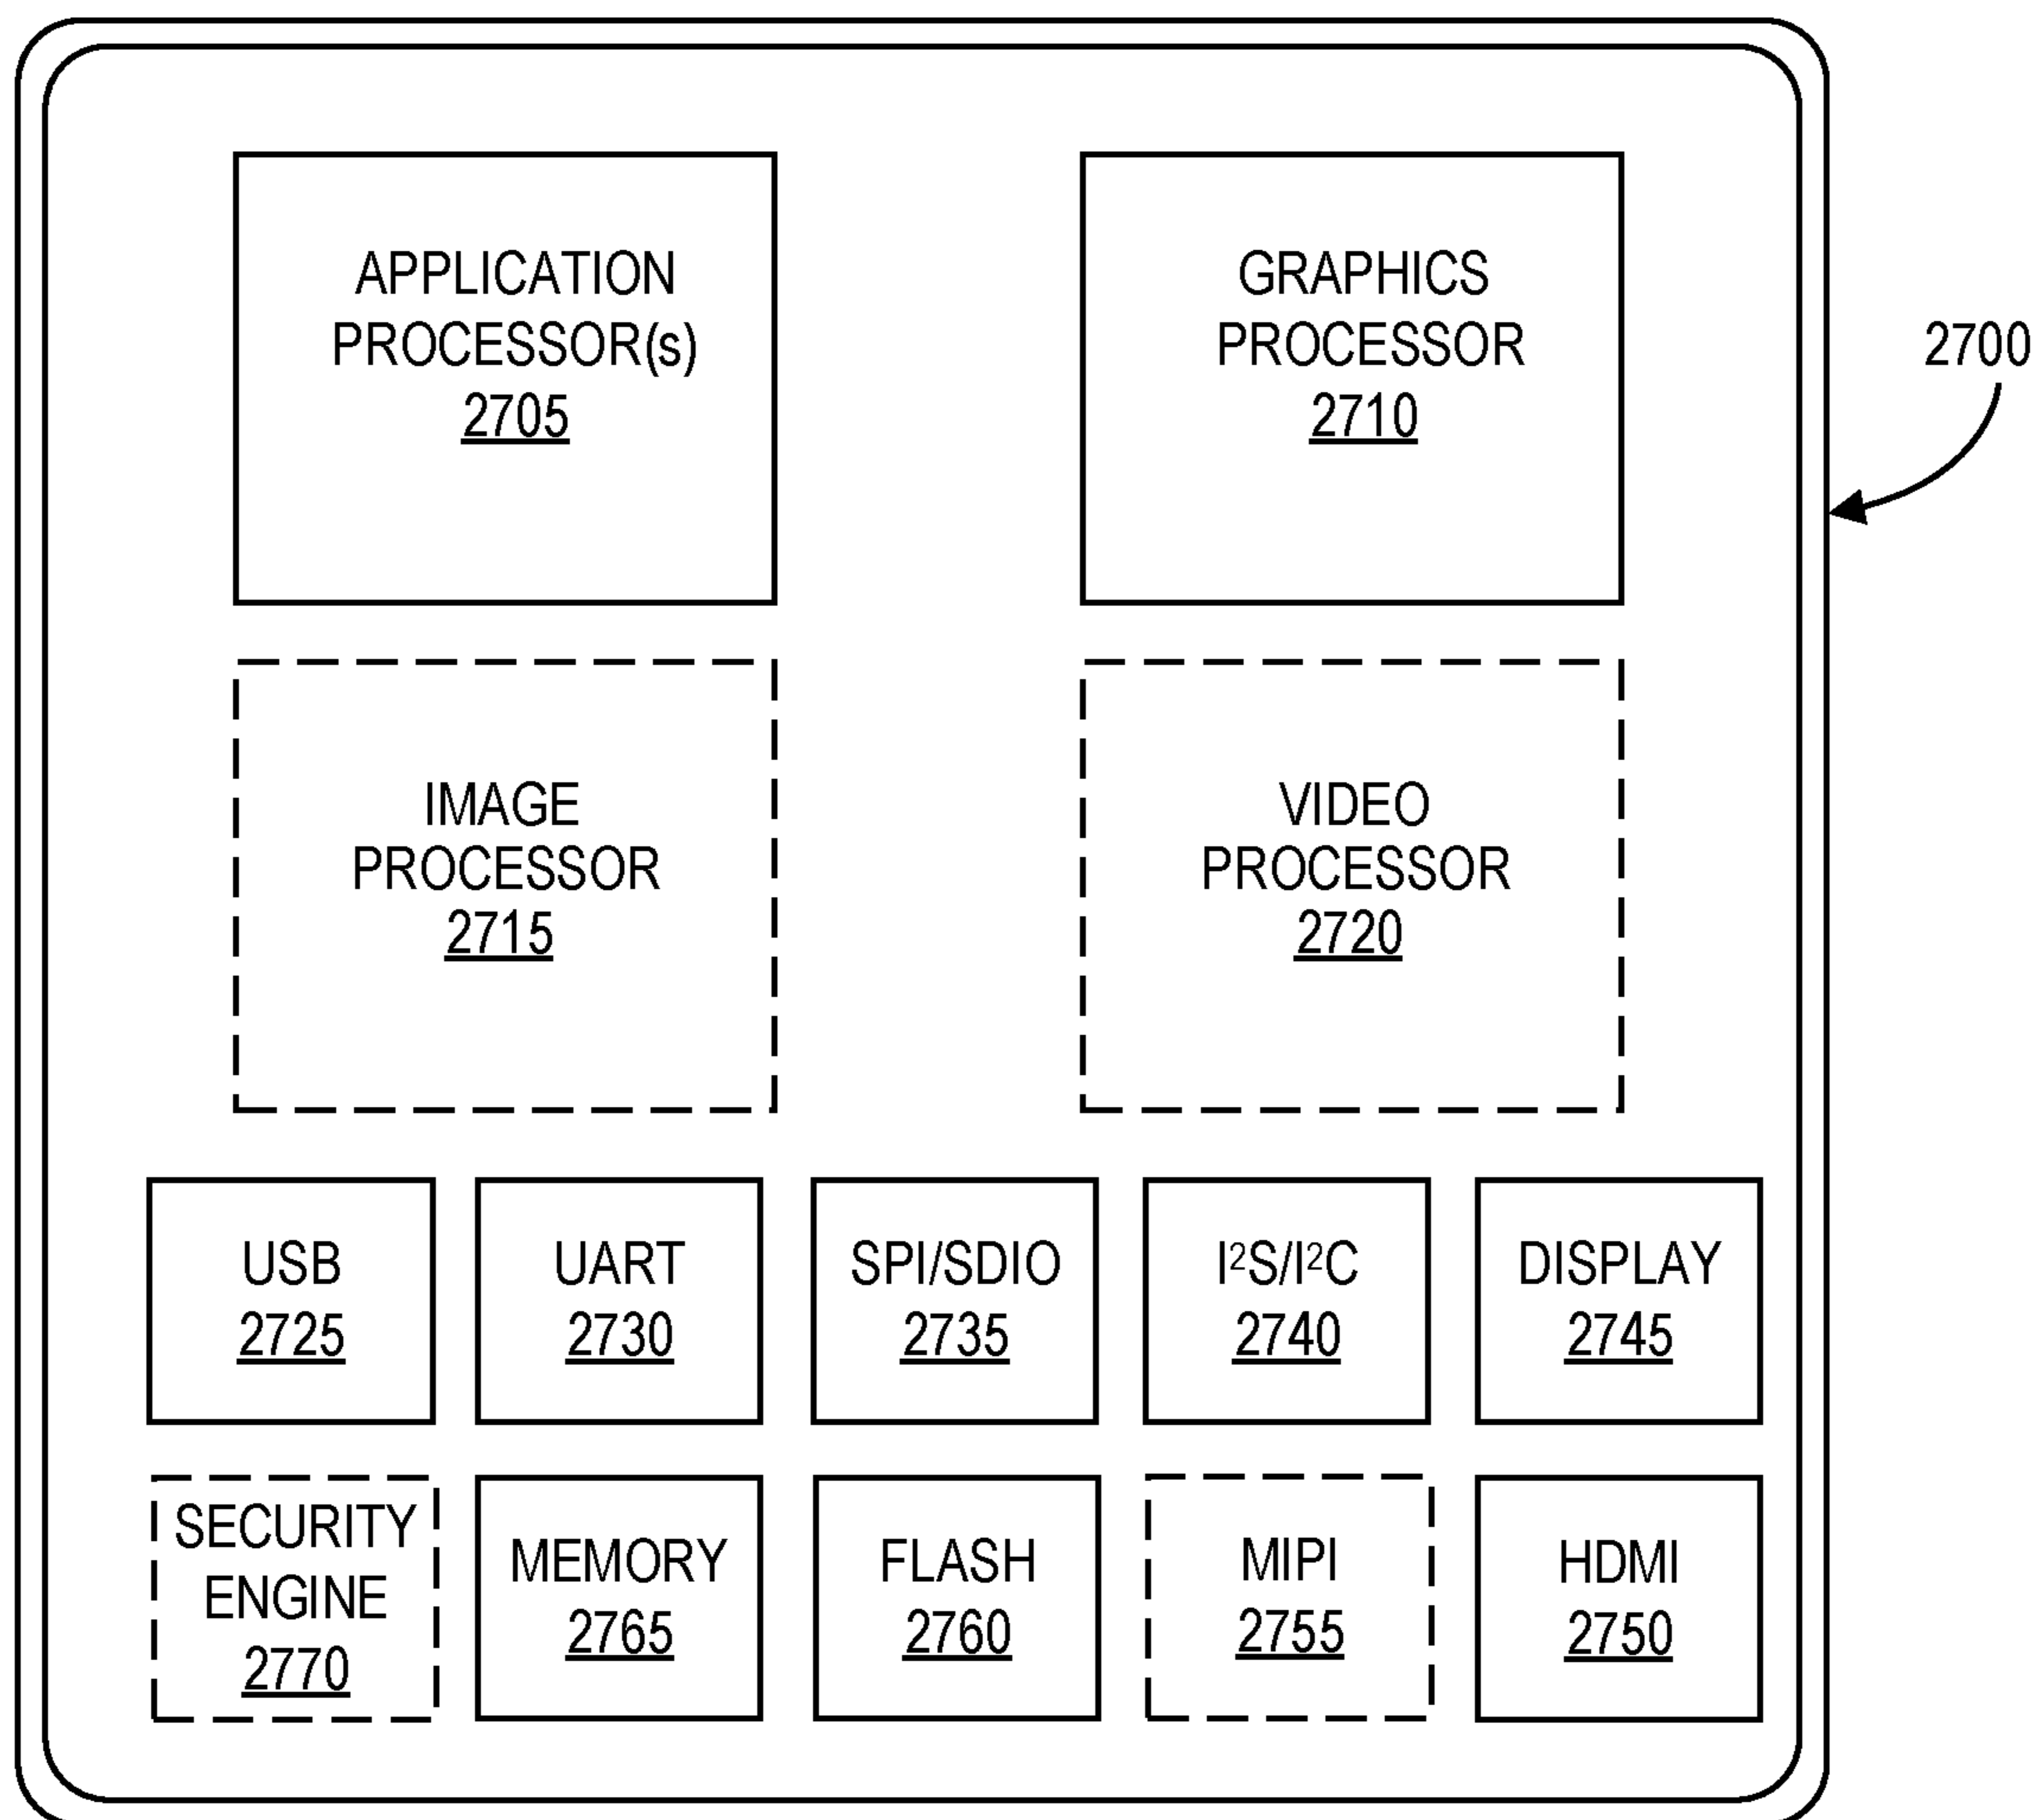 APPLICATION
PROCESSOR(s)
2705
GRAPHICS
PROCESSOR
2710
2700
IMAGE
PROCESSOR
2715
VIDEO
PROCESSOR
2720
USB
2725
UART
2730
SPI/SDIO
2735
I²S/I²C
2740
DISPLAY
2745
SECURITY
ENGINE
2770
MEMORY
2765
FLASH
2760
MIPI
2755
HDMI
2750